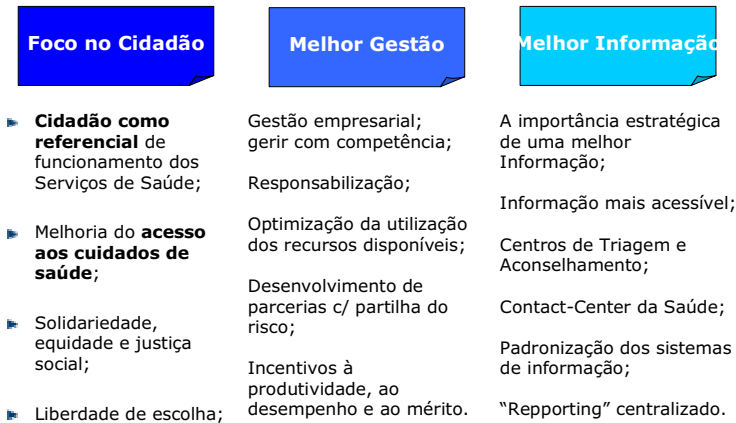 Foco no Cidadão
Cidadão como
referencial de
funcionamento dos
Serviços de Saúde;
Melhoria do acesso
aos cuidados de
saúde;
Solidariedade,
equidade e justiça
social;
Liberdade de escolha;
Melhor Gestão
Gestão empresarial;
gerir com competência;
Responsabilização;
Optimização da utilização
dos recursos disponíveis;
Desenvolvimento de
parcerias c/ partilha do
risco;
Incentivos à
produtividade, ao
desempenho e ao mérito.
Melhor Informação
A importância estratégica
de uma melhor
Informação;
Informação mais acessível;
Centros de Triagem e
Aconselhamento;
Contact-Center da Saúde;
Padronização dos sistemas
de informação;
“Repporting” centralizado.